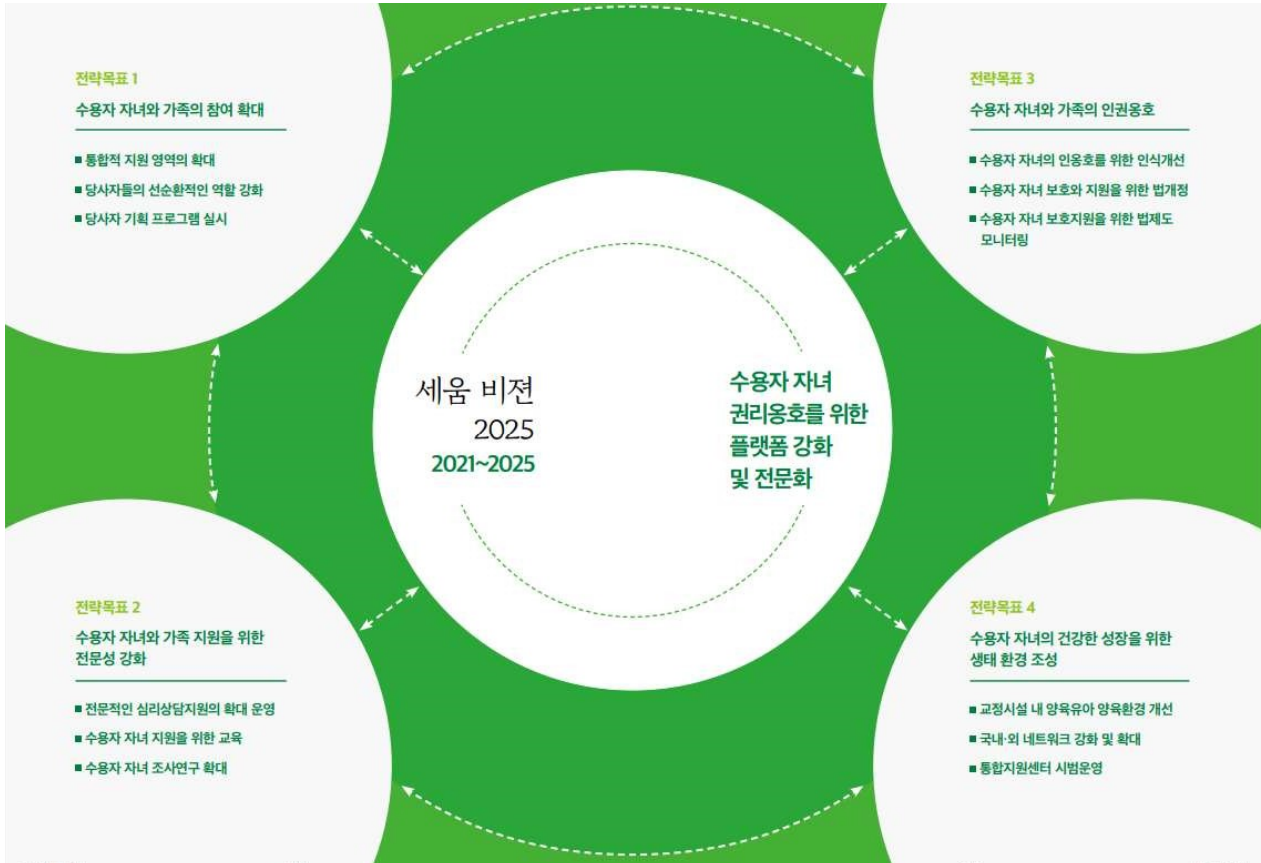 전략목표 1
수용자 자녀와 가족의 참여 확대
■ 통합적 지원 영역의 확대
■ 당사자들의 선순환적인 역할 강화
■ 당사자 기획 프로그램 실시
전략목표 3
수용자 자녀와 가족의 인권옹호
■ 수용자 자녀의 인옹호를 위한 인식개선
■ 수용자 자녀 보호와 지원을 위한 법개정
■ 수용자 자녀 보호지원을 위한 법제도
모니터링
세움 비젼
2025
2021~2025
수용자 자녀
권리옹호를 위한
플랫폼 강화
및 전문화
전략목표 2
수용자 자녀와 가족 지원을 위한
전문성 강화
■ 전문적인 심리상담지원의 확대 운영
■ 수용자 자녀 지원을 위한 교육
■ 수용자 자녀 조사연구 확대
전략목표 4
수용자 자녀의 건강한 성장을 위한
생태 환경 조성
■ 교정시설 내 양육유아 양육환경 개선
■ 국내·외 네트워크 강화 및 확대
■ 통합지원센터 시범운영